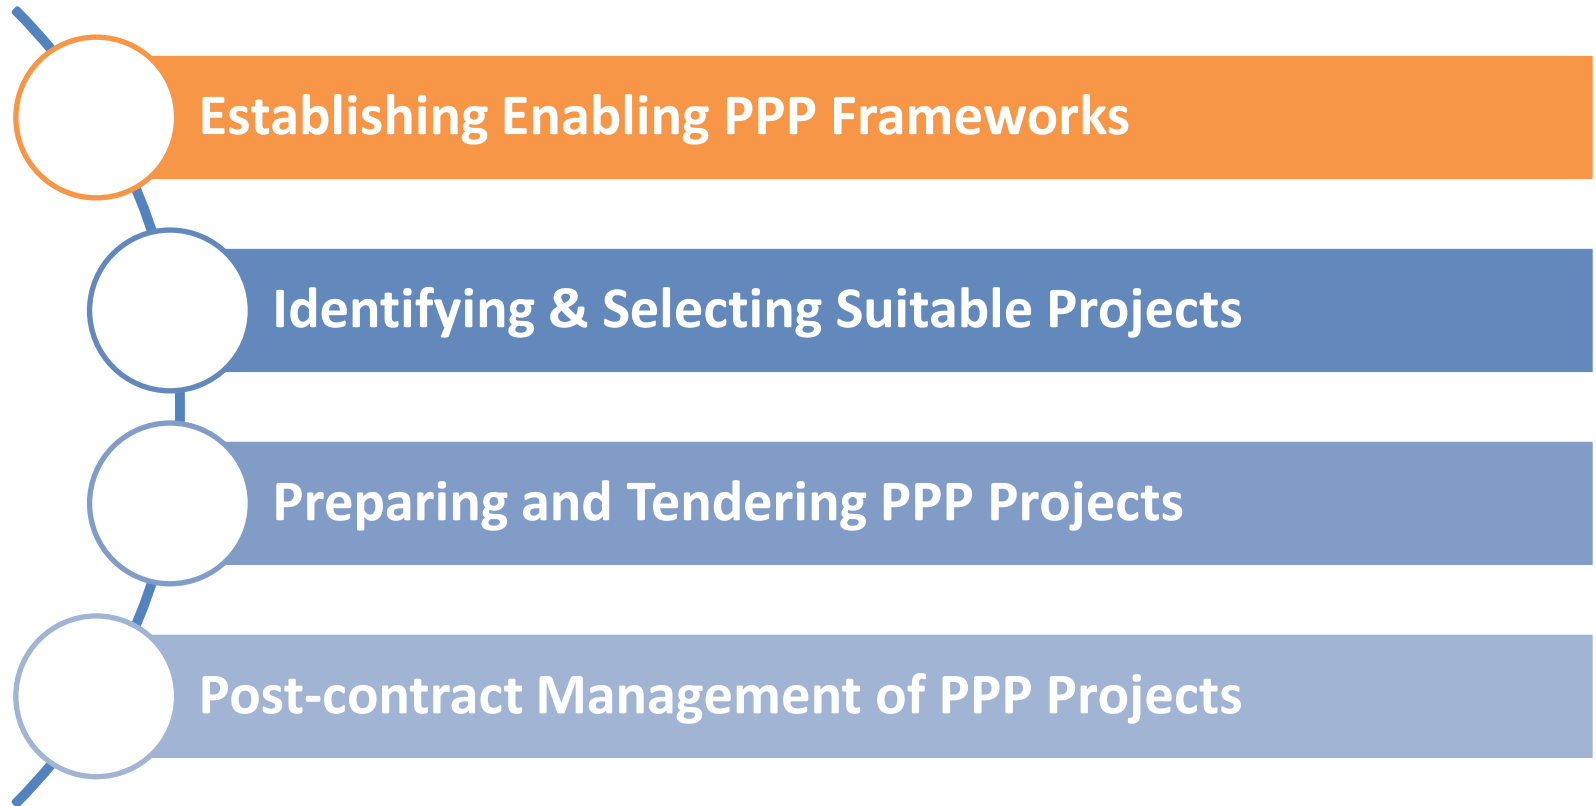 Establishing Enabling PPP Frameworks
Identifying & Selecting Suitable Projects
Preparing and Tendering PPP Projects
Post-contract Management of PPP Projects